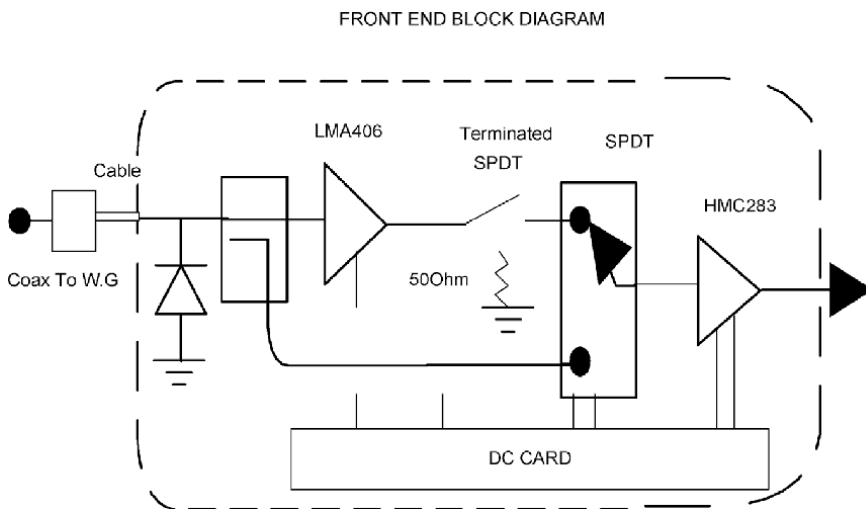 FRONT END BLOCK DIAGRAM
LMA406
Terminated
SPDT
SPDT
Cable
HMC283
Coax To W.G
50Ohm
DC CARD